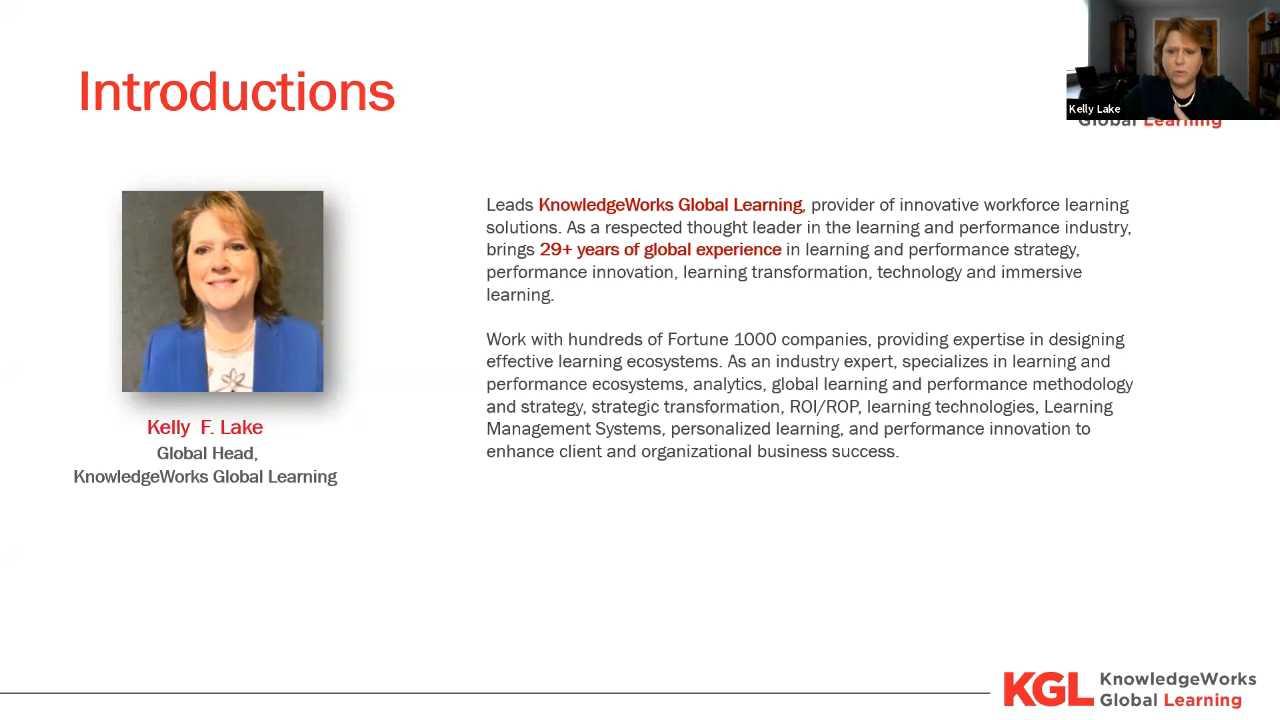 Introductions
Kelly Lake
Global Learning
Leads KnowledgeWorks Global Learning, provider of innovative workforce learning
solutions. As a respected thought leader in the learning and performance industry,
brings 29+ years of global experience in learning and performance strategy,
performance innovation, learning transformation, technology and immersive
learning.
Work with hundreds of Fortune 1000 companies, providing expertise in designing
effective learning ecosystems. As an industry expert, specializes in learning and
performance ecosystems, analytics, global learning and performance methodology
and strategy, strategic transformation, ROI/ROP, learning technologies, Learning
Management Systems, personalized learning, and performance innovation to
enhance client and organizational business success.
Kelly F. Lake
Global Head,
KnowledgeWorks Global Learning
KGL KnowledgeWorks
Global Learning